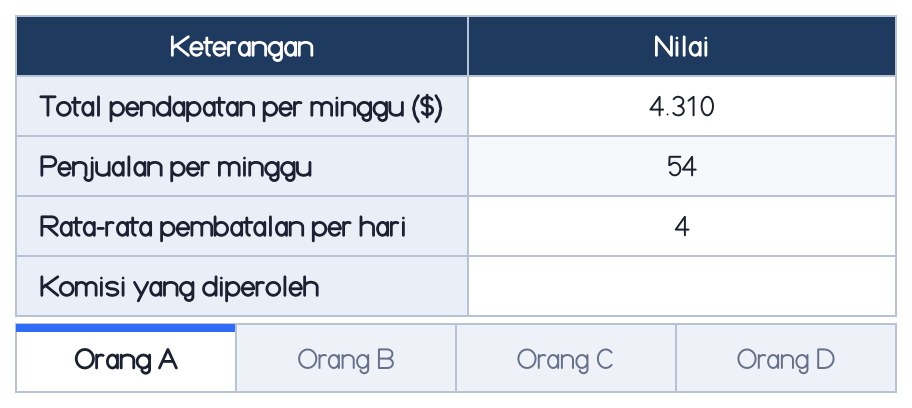 Keterangan Nilai
Total pendapatan per minggu ($) 4.310
Penjualan per minggu 54
Rata-rata pembatalan per hari 4
Komisi yang diperoleh
Orang A Orang B Orang C Orang D